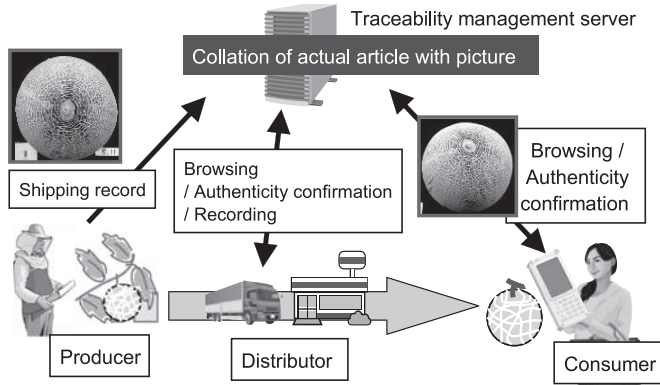 Traceability management server
Collation of actual article with picture
Shipping record
Browsing
/ Authenticity confirmation
/ Recording
Browsing /
Authenticity
confirmation
Producer
Distributor
Consumer